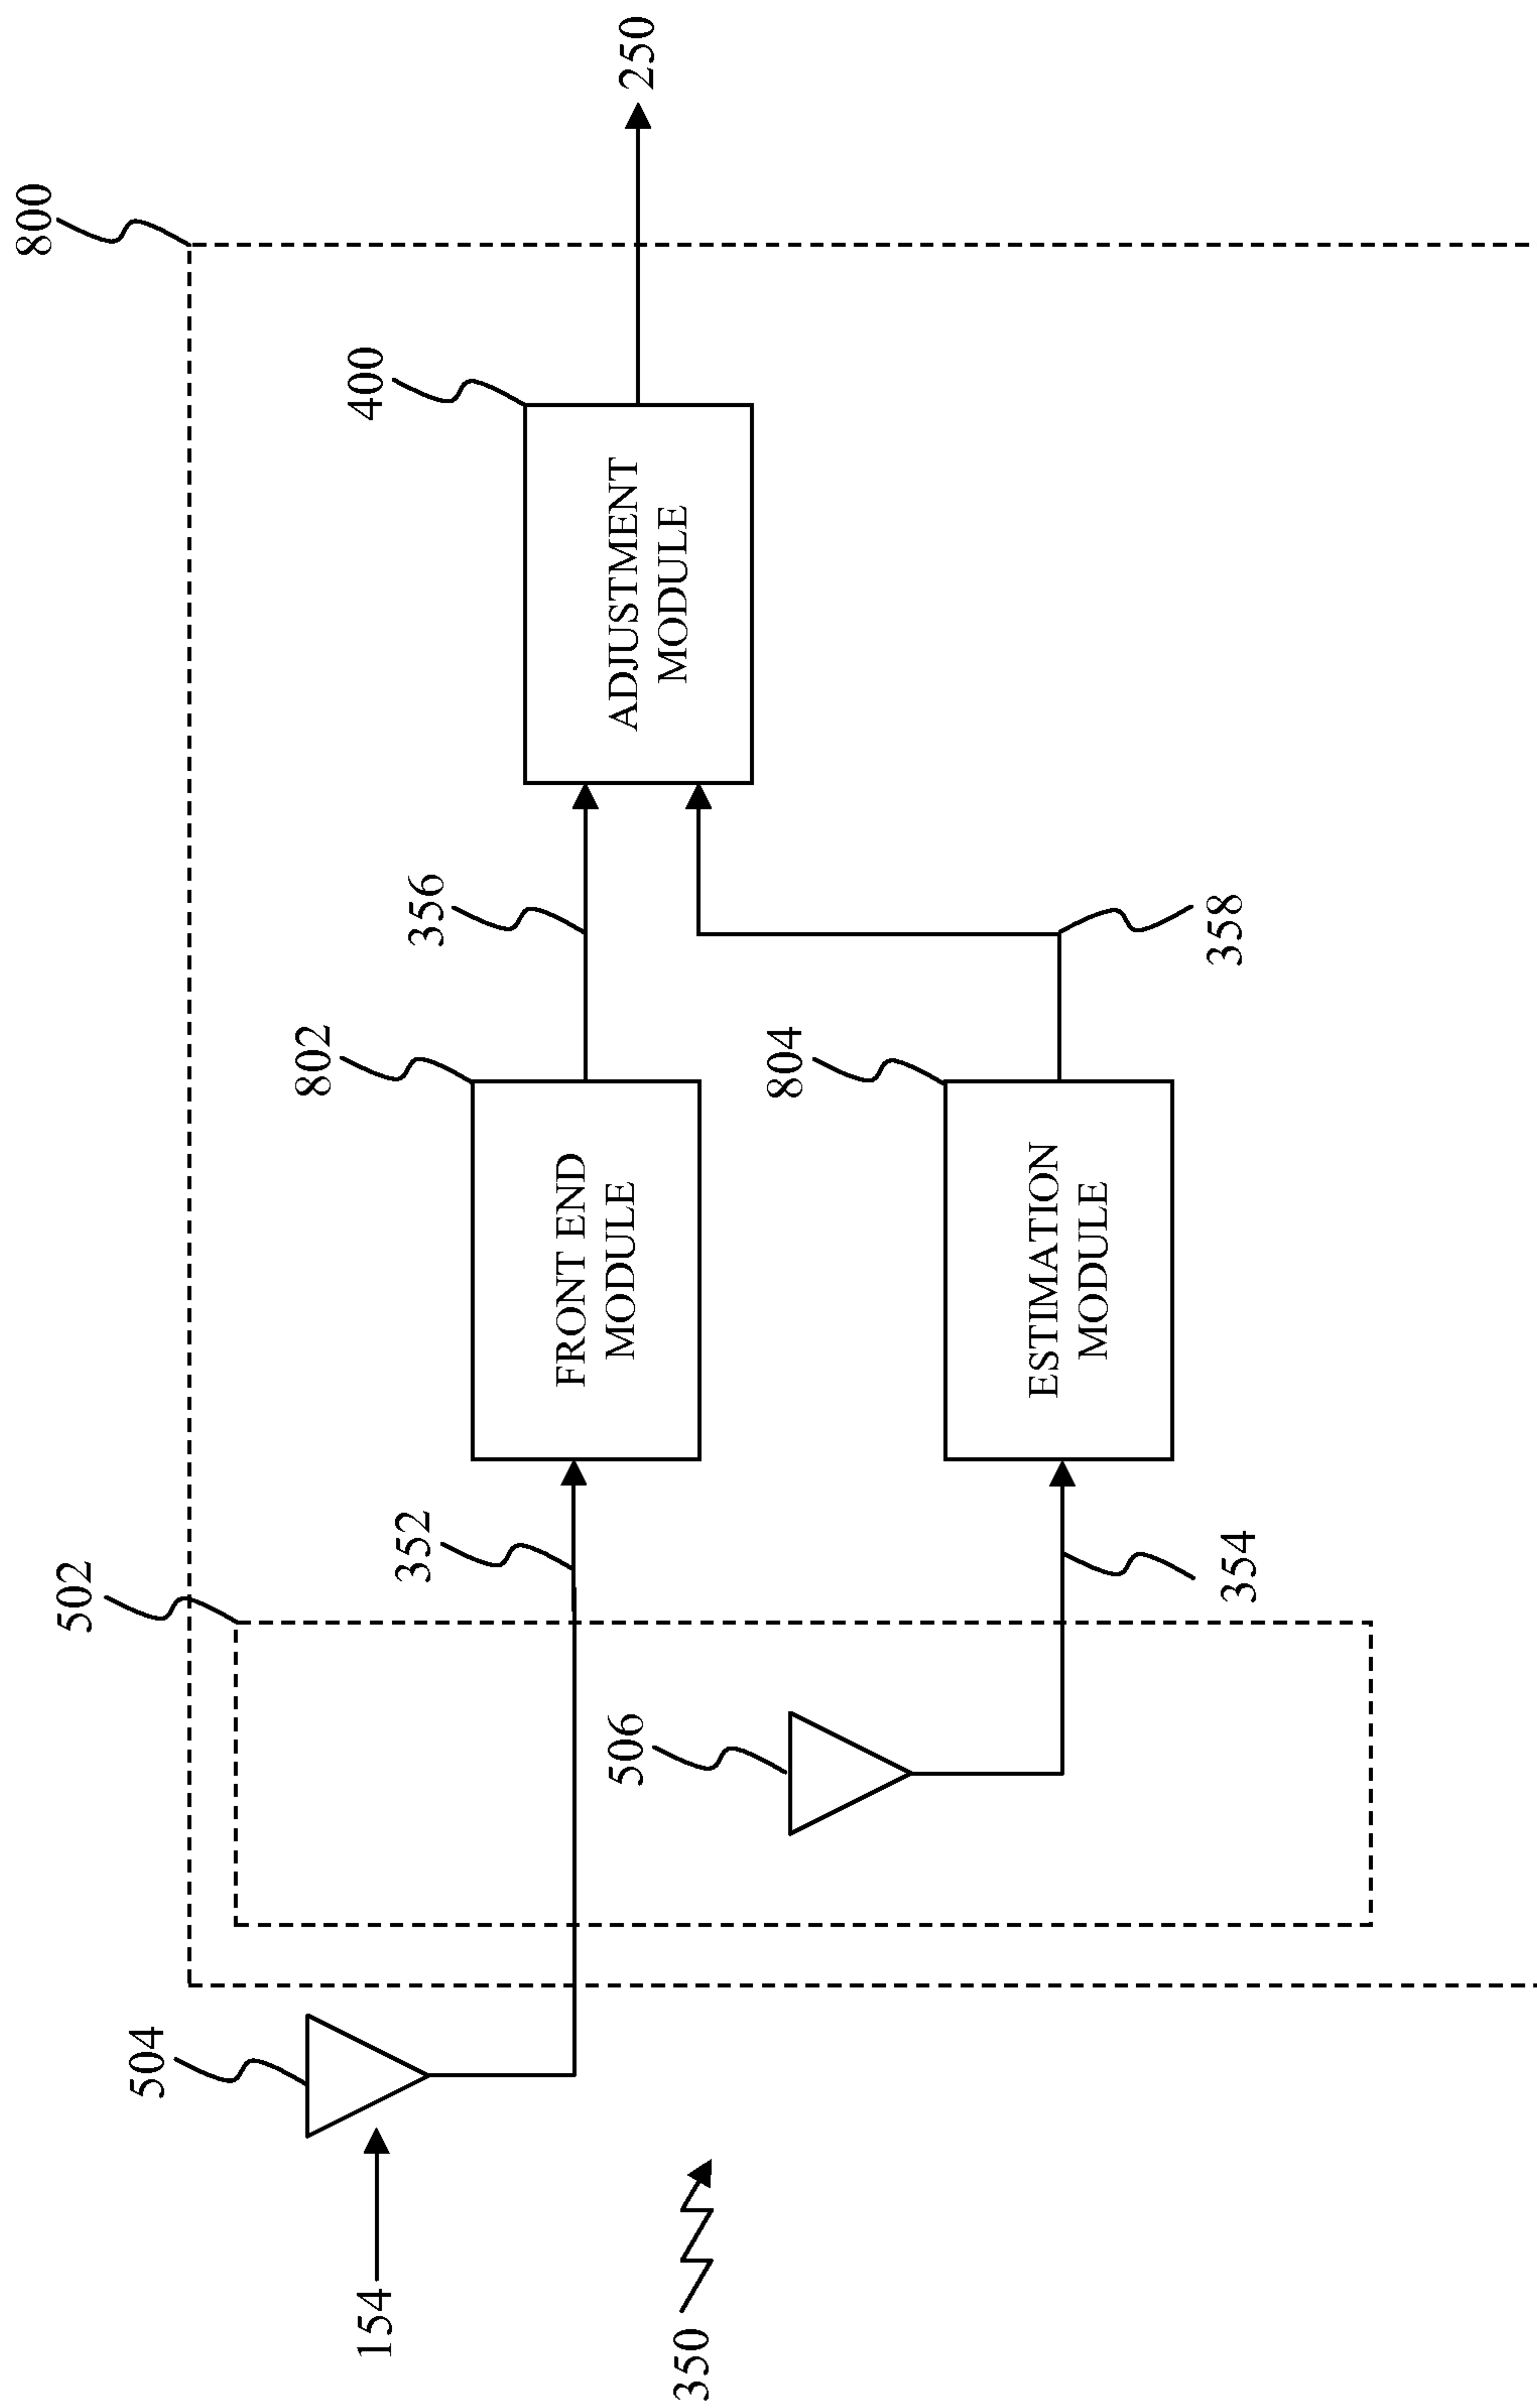 800
502
504
154
350
352
802
FRONT END
MODULE
356
400
ADJUSTMENT
MODULE
250
506
354
804
ESTIMATION
MODULE
358